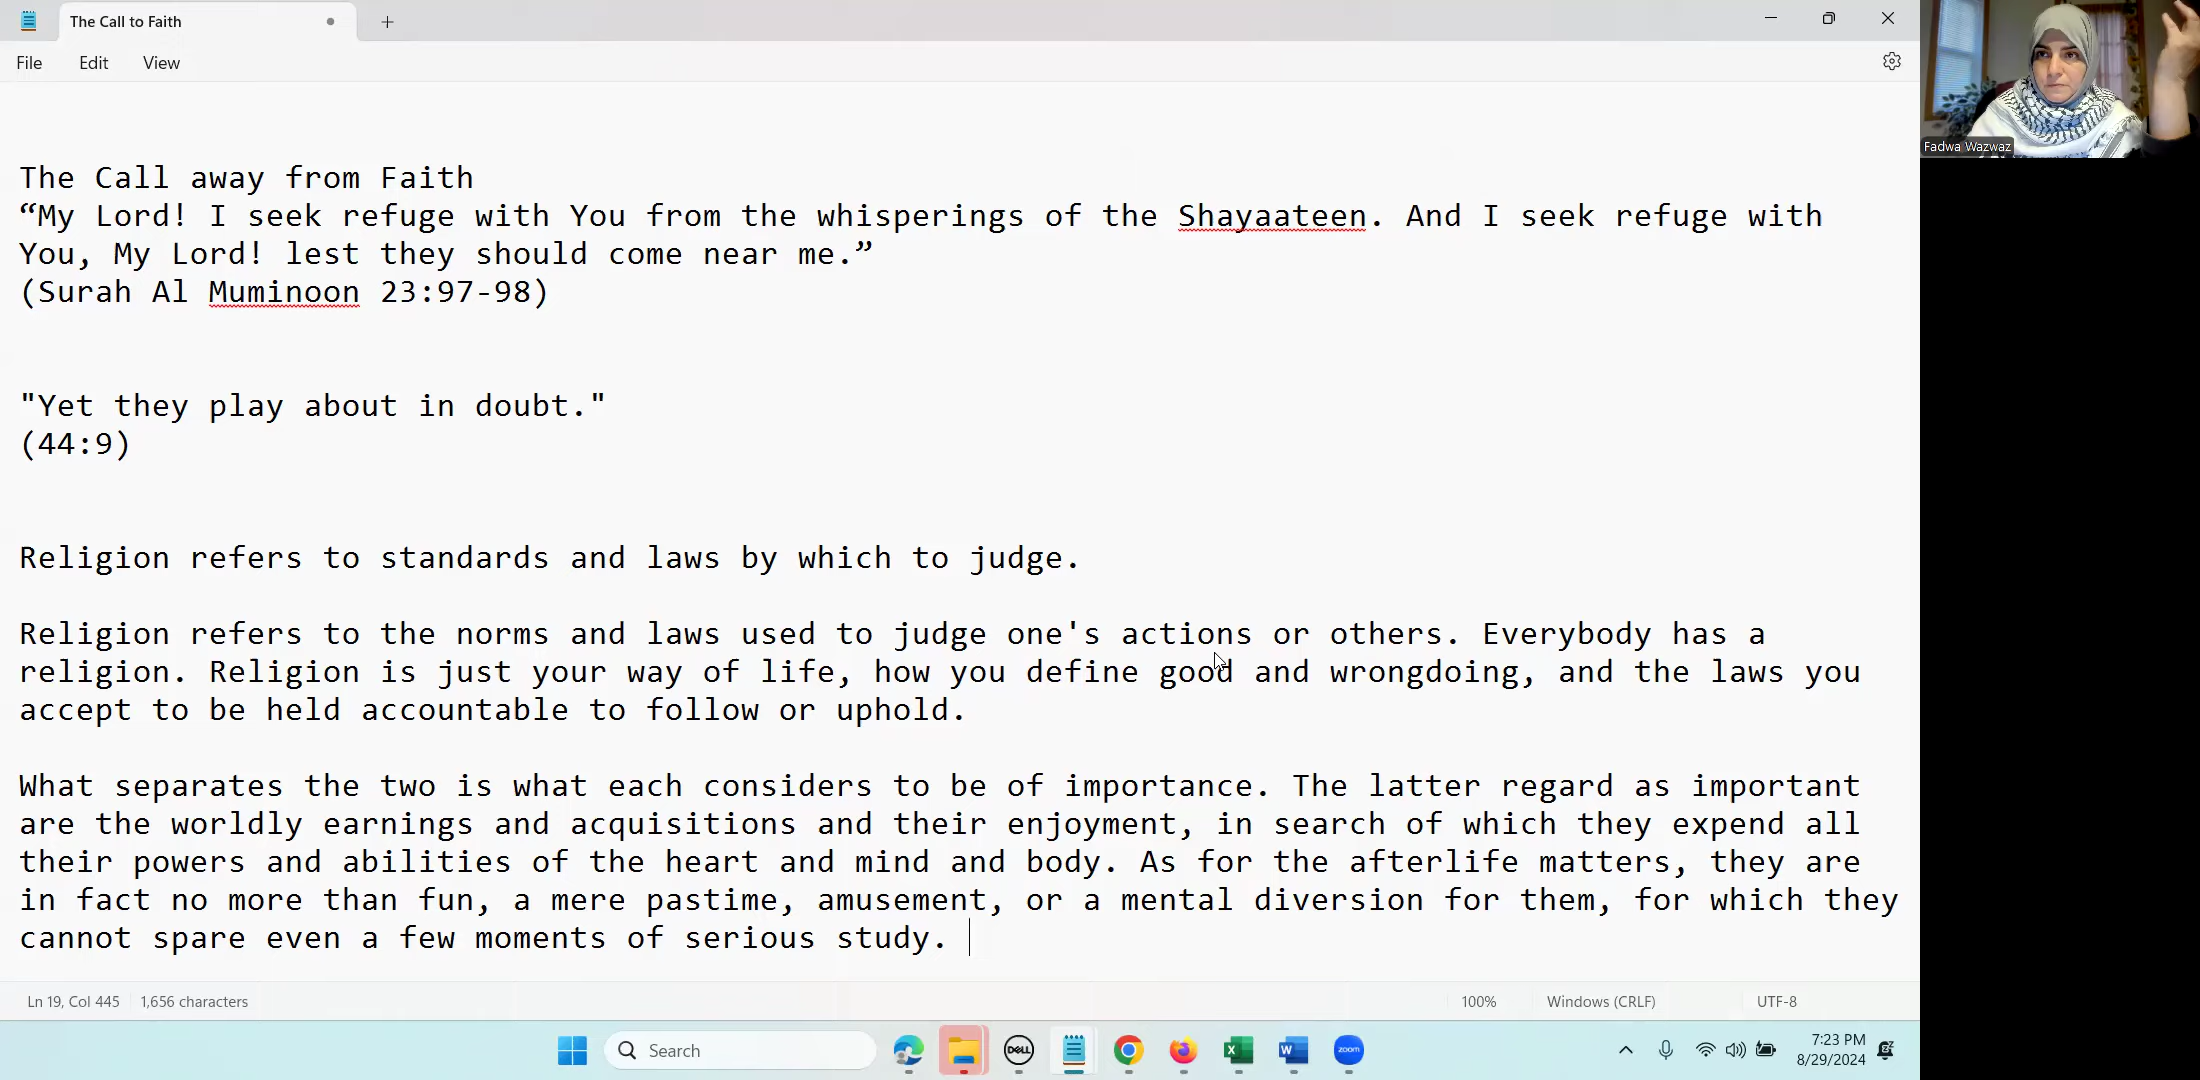 The Call to Faith
File Edit View
Fadwa Wazwaz
The Call away from Faith
“My Lord! I seek refuge with You from the whisperings of the Shayaateen. And I seek refuge with
You, My Lord! lest they should come near me.”
(Surah Al Muminoon 23:97-98)
"Yet they play about in doubt."
(44:9)
Religion refers to standards and laws by which to judge.
Religion refers to the norms and laws used to judge one's actions or others. Everybody has a
religion. Religion is just your way of life, how you define good and wrongdoing, and the laws you
accept to be held accountable to follow or uphold.
What separates the two is what each considers to be of importance. The latter regard as important
are the worldly earnings and acquisitions and their enjoyment, in search of which they expend all
their powers and abilities of the heart and mind and body. As for the afterlife matters, they are
in fact no more than fun, a mere pastime, amusement, or a mental diversion for them, for which they
cannot spare even a few moments of serious study.
Ln 19, Col 445 1,656 characters 100% Windows (CRLF) UTF-8
Search DELL X W zoom 7:23 PM
8/29/2024